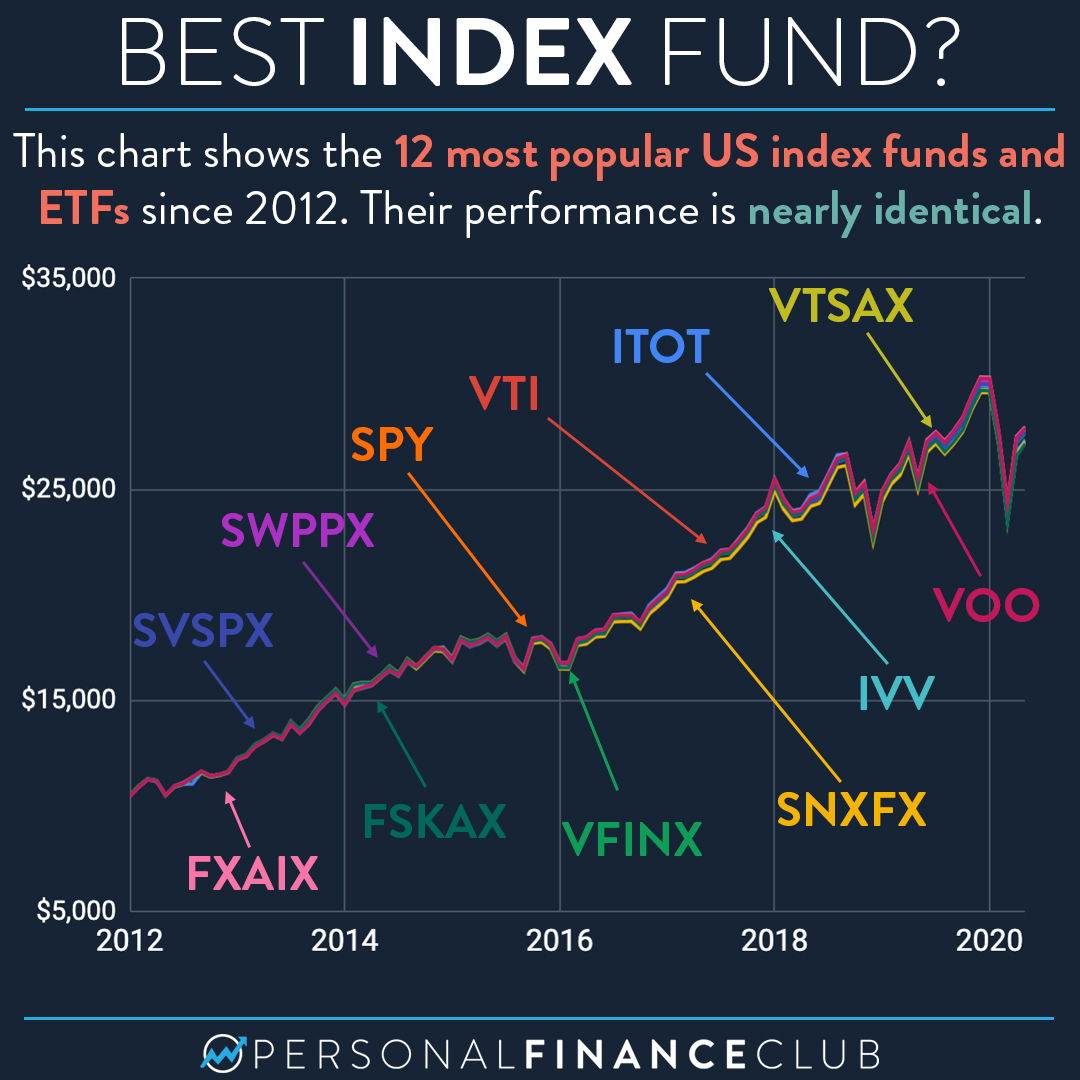 BEST INDEX FUND?
This chart shows the 12 most popular US index funds and
ETFs since 2012. Their performance is nearly identical.
$35,000
VTSAX
ITOT
VTI
SPY
$25,000
SWPPX
SVSPX
VOO
IVV
$15,000
SNXFX
FSKAX
VFINX
FXAIX
$5,000
2012 2014 2016 2018 2020
PERSONALFINANCECLUB